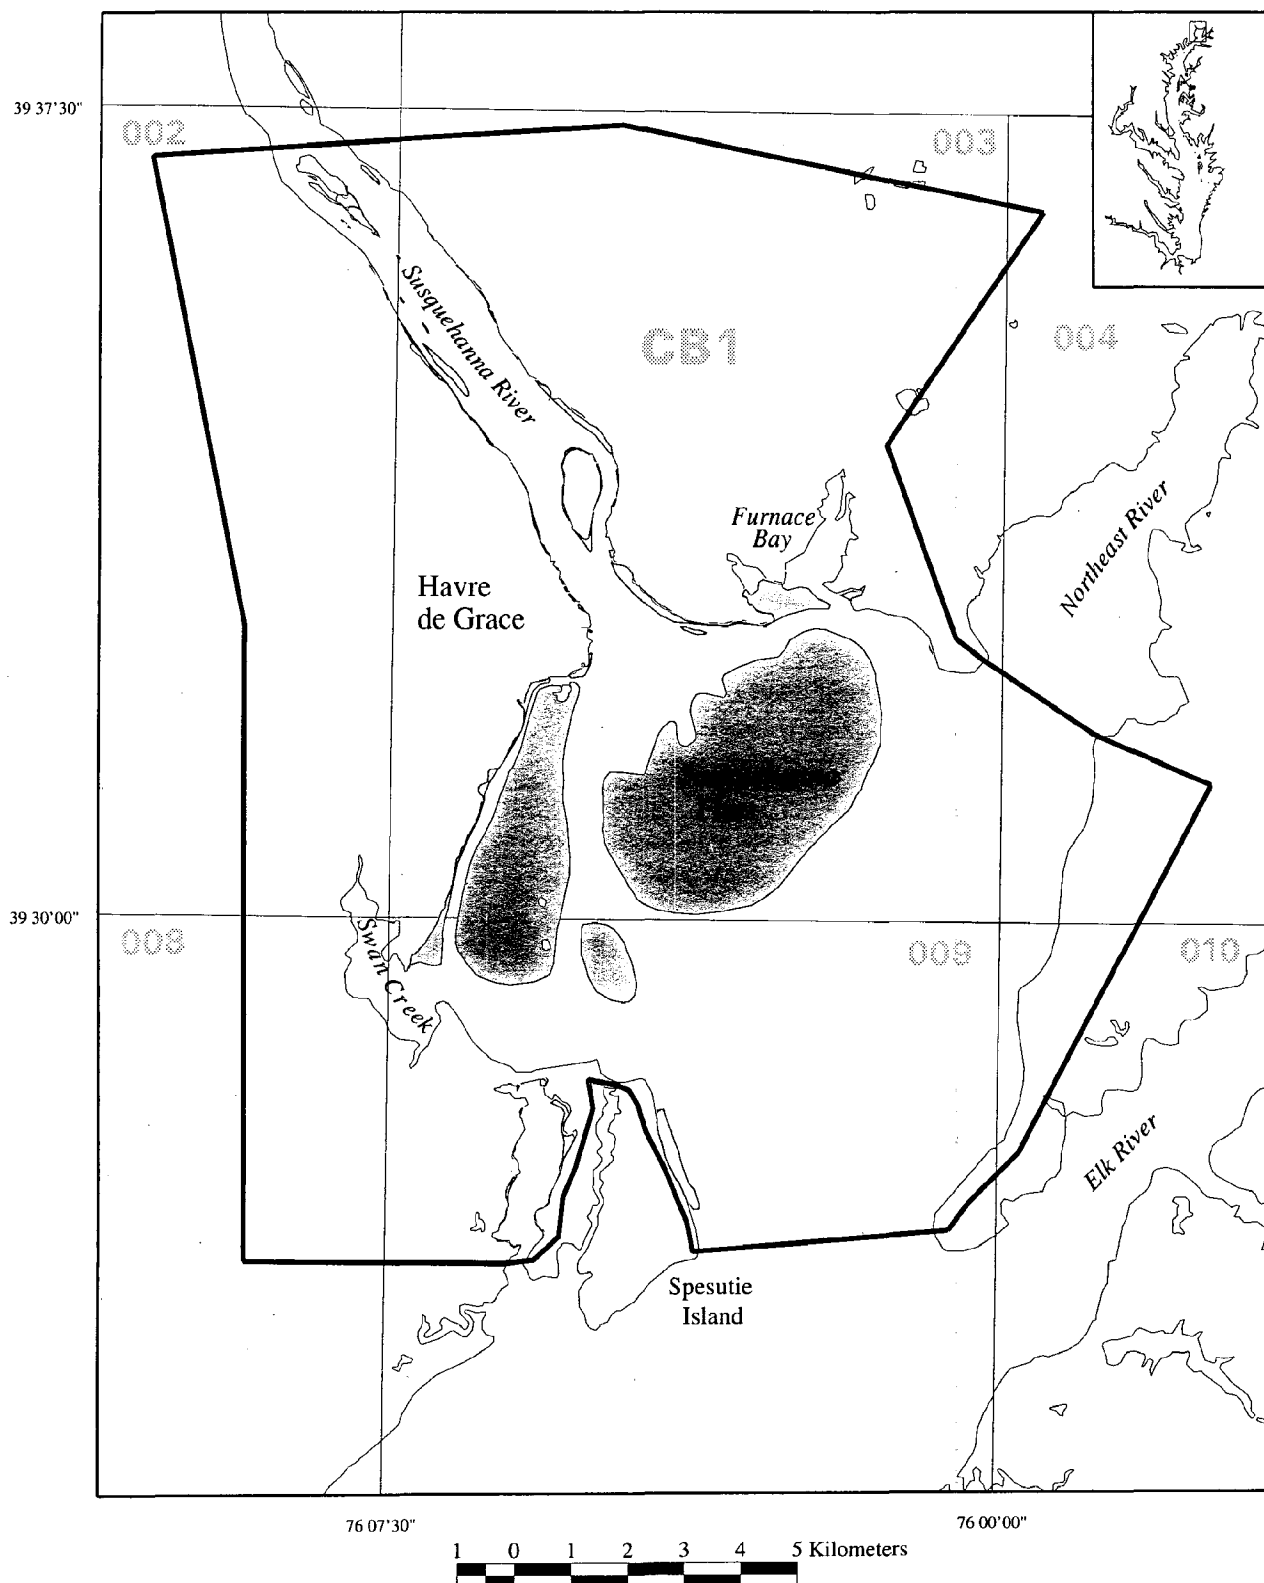 39 37'30"
002
003
Susquehanna River
CB1
004
Furnace
Bay
Northeast River
Havre
de Grace
39 30'00"
008
Swan Creek
009
010
Elk River
Spesutie
Island
76 07'30"
76 00'00"
1 0 1 2 3 4 5 Kilometers